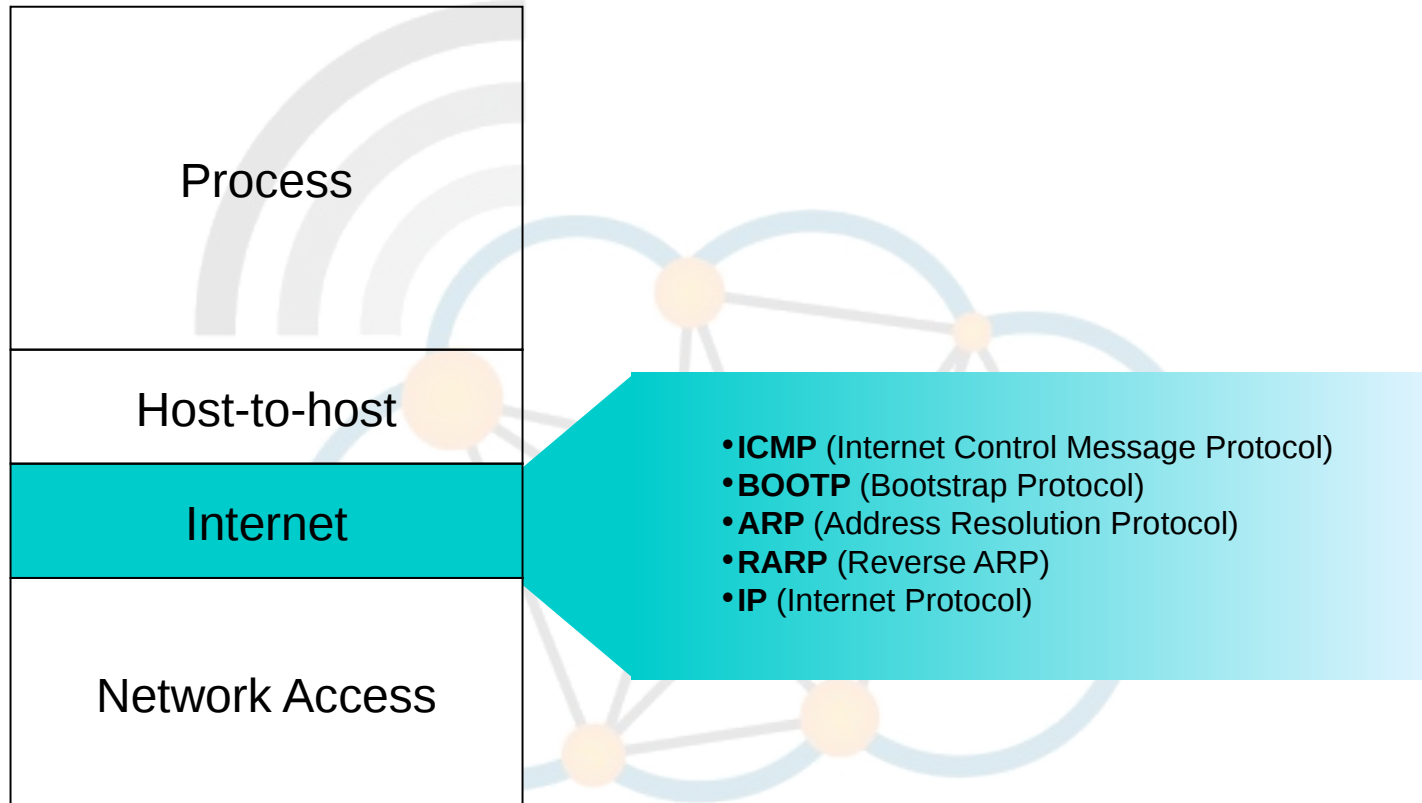 Process
Host-to-host
Internet
Network Access
•ICMP (Internet Control Message Protocol)
•BOOTP (Bootstrap Protocol)
•ARP (Address Resolution Protocol)
•RARP (Reverse ARP)
•IP (Internet Protocol)